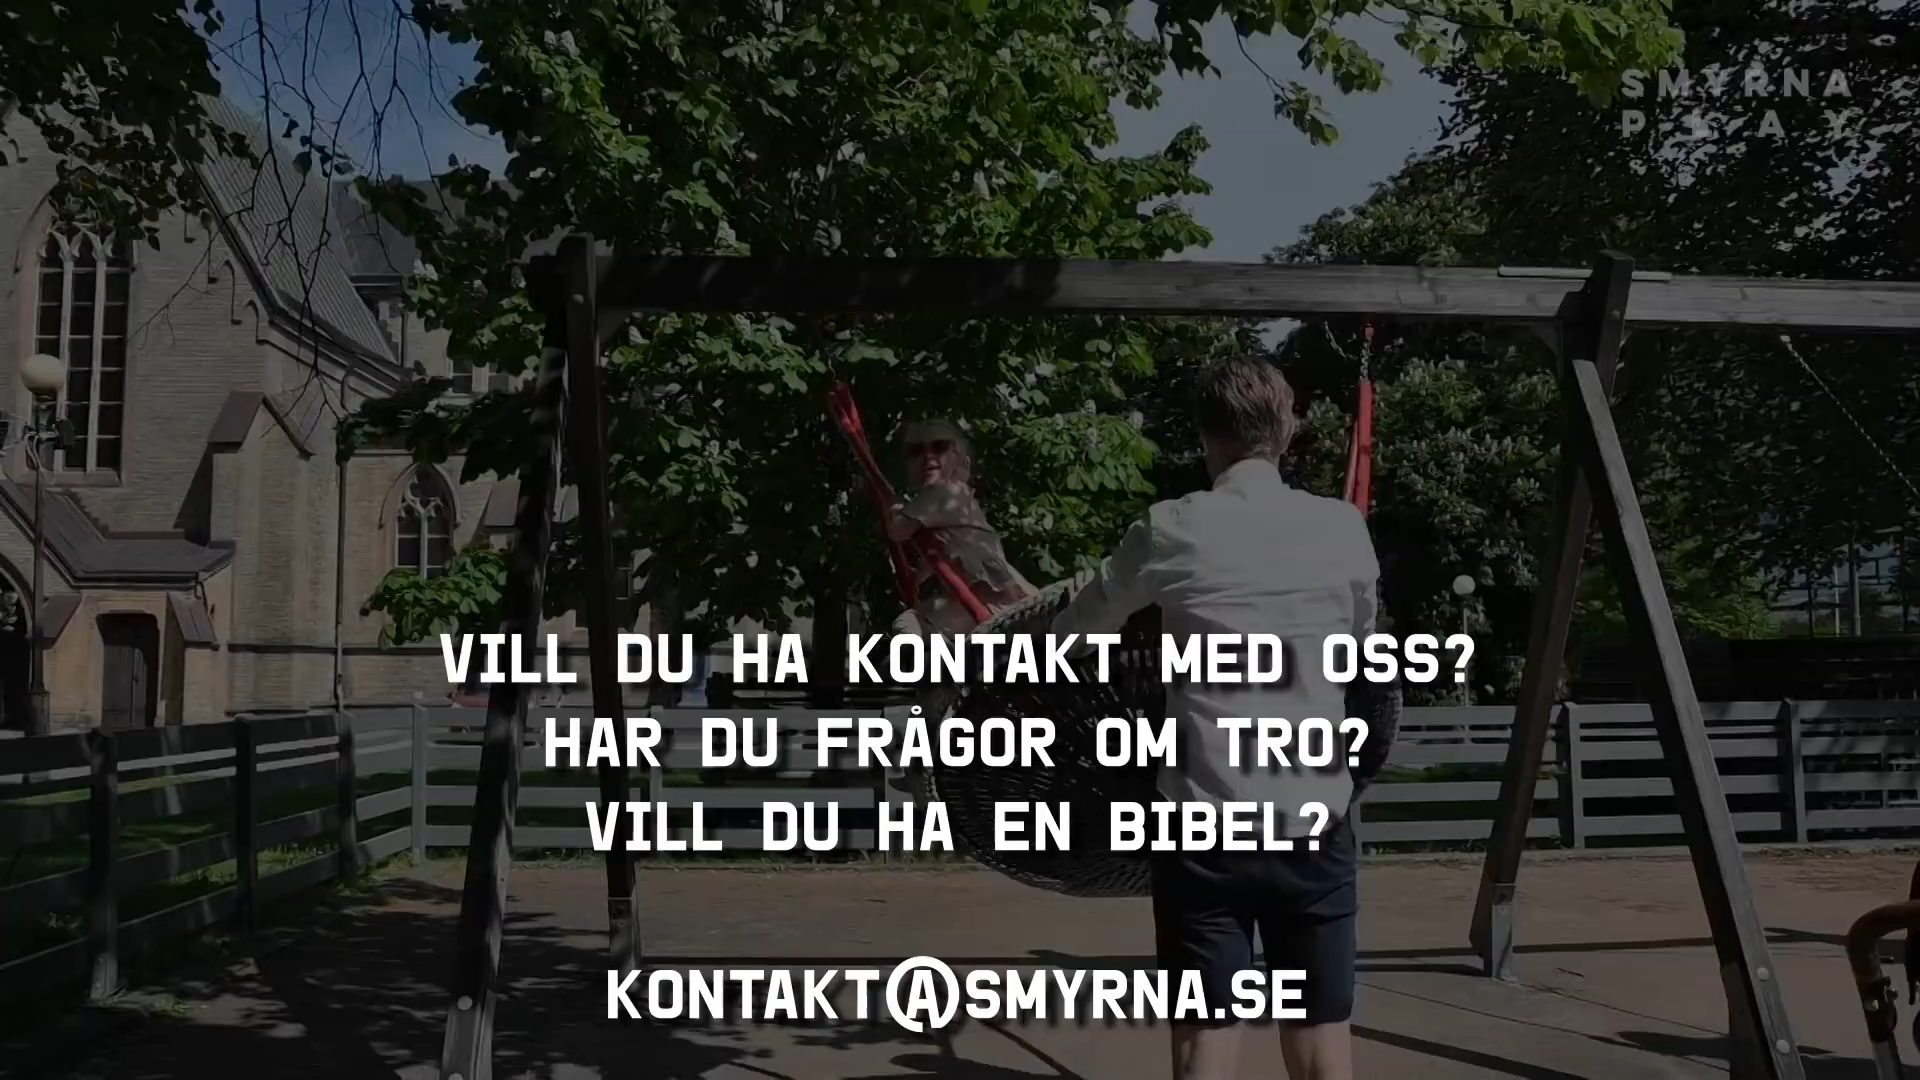 SMYRNA
PLAY
VILL DU HA KONTAKT MED OSS?
HAR DU FRÅGOR OM TRO?
VILL DU HA EN BIBEL?
KONTAKT@SMYRNA.SE